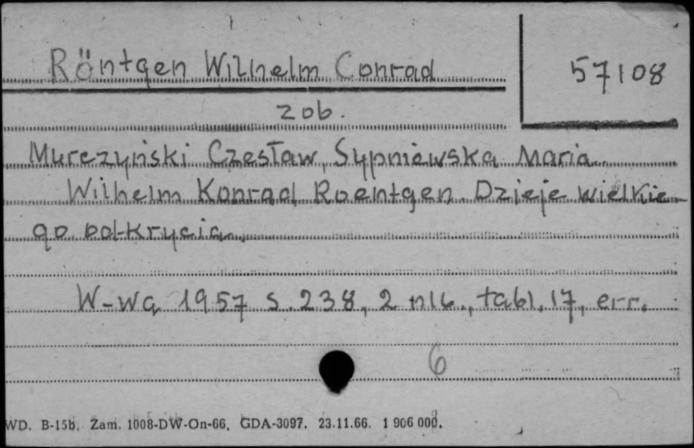 Röntgen Wilhelm Conrad
57108
zob.
Murczyński Czesław, Sypniewska Maria
Wilhelm Konrad Roentgen. Dzieje wielkie-
go odkrycia.
W-wa 1957 s. 238, 2 nlb., tabl. 17, err.
6
WD. B-15b. Zam. 1008-DW-On-66. GDA-3097. 23.11.66. 1 906 000.